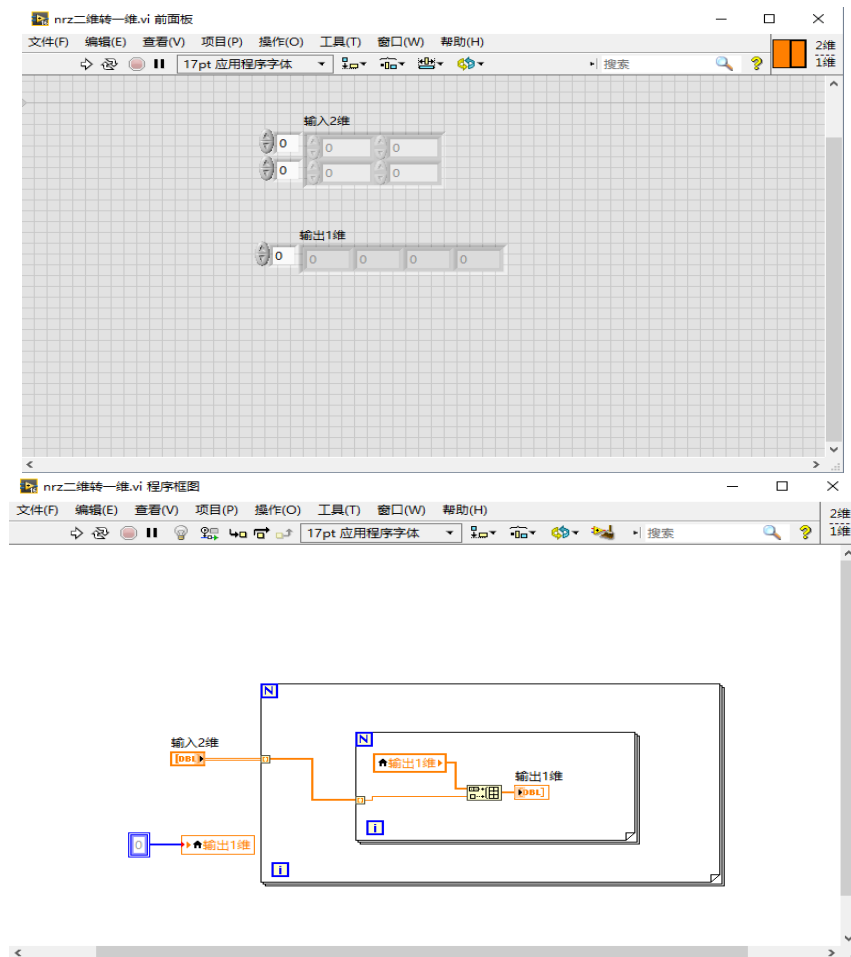 nrz二维转一维.vi 前面板
文件(F) 编辑(E) 查看(V) 项目(P) 操作(O) 工具(T) 窗口(W) 帮助(H)
17pt 应用程序字体 搜索 2维 1维
输入2维
0 0 0
0 0 0
输出1维
0 0 0 0 0
nrz二维转一维.vi 程序框图
文件(F) 编辑(E) 查看(V) 项目(P) 操作(O) 工具(T) 窗口(W) 帮助(H)
17pt 应用程序字体 搜索 2维 1维
N
输入2维 N
[DBL] 输出1维 输出1维
DBL]
i
0 输出1维
i